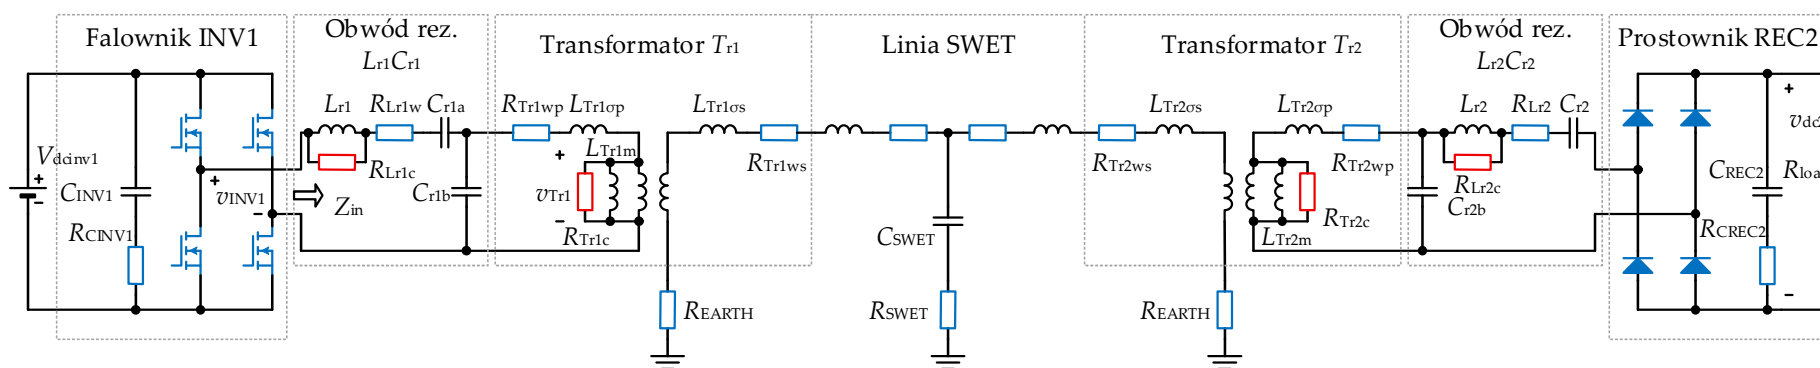 Falownik INV1
Obwód rez.
Lr1Cr1
Transformator Tr1
Linia SWET
Transformator Tr2
Obwód rez.
Lr2Cr2
Prostownik REC2
Vdcinv1
+
-
CINV1
RCINV1
+
vINV1
-
Zin
Lr1
RLr1w
Cr1a
RLr1c
Cr1b
RTr1wp
LTr1σp
+
vTr1
-
LTr1m
RTr1c
LTr1σs
RTr1ws
REARTH
CSWET
RSWET
RTr2ws
LTr2σs
REARTH
LTr2σp
RTr2wp
LTr2m
RTr2c
Lr2
RLr2
Cr2
RLr2c
Cr2b
CREC2
RCREC2
+
-